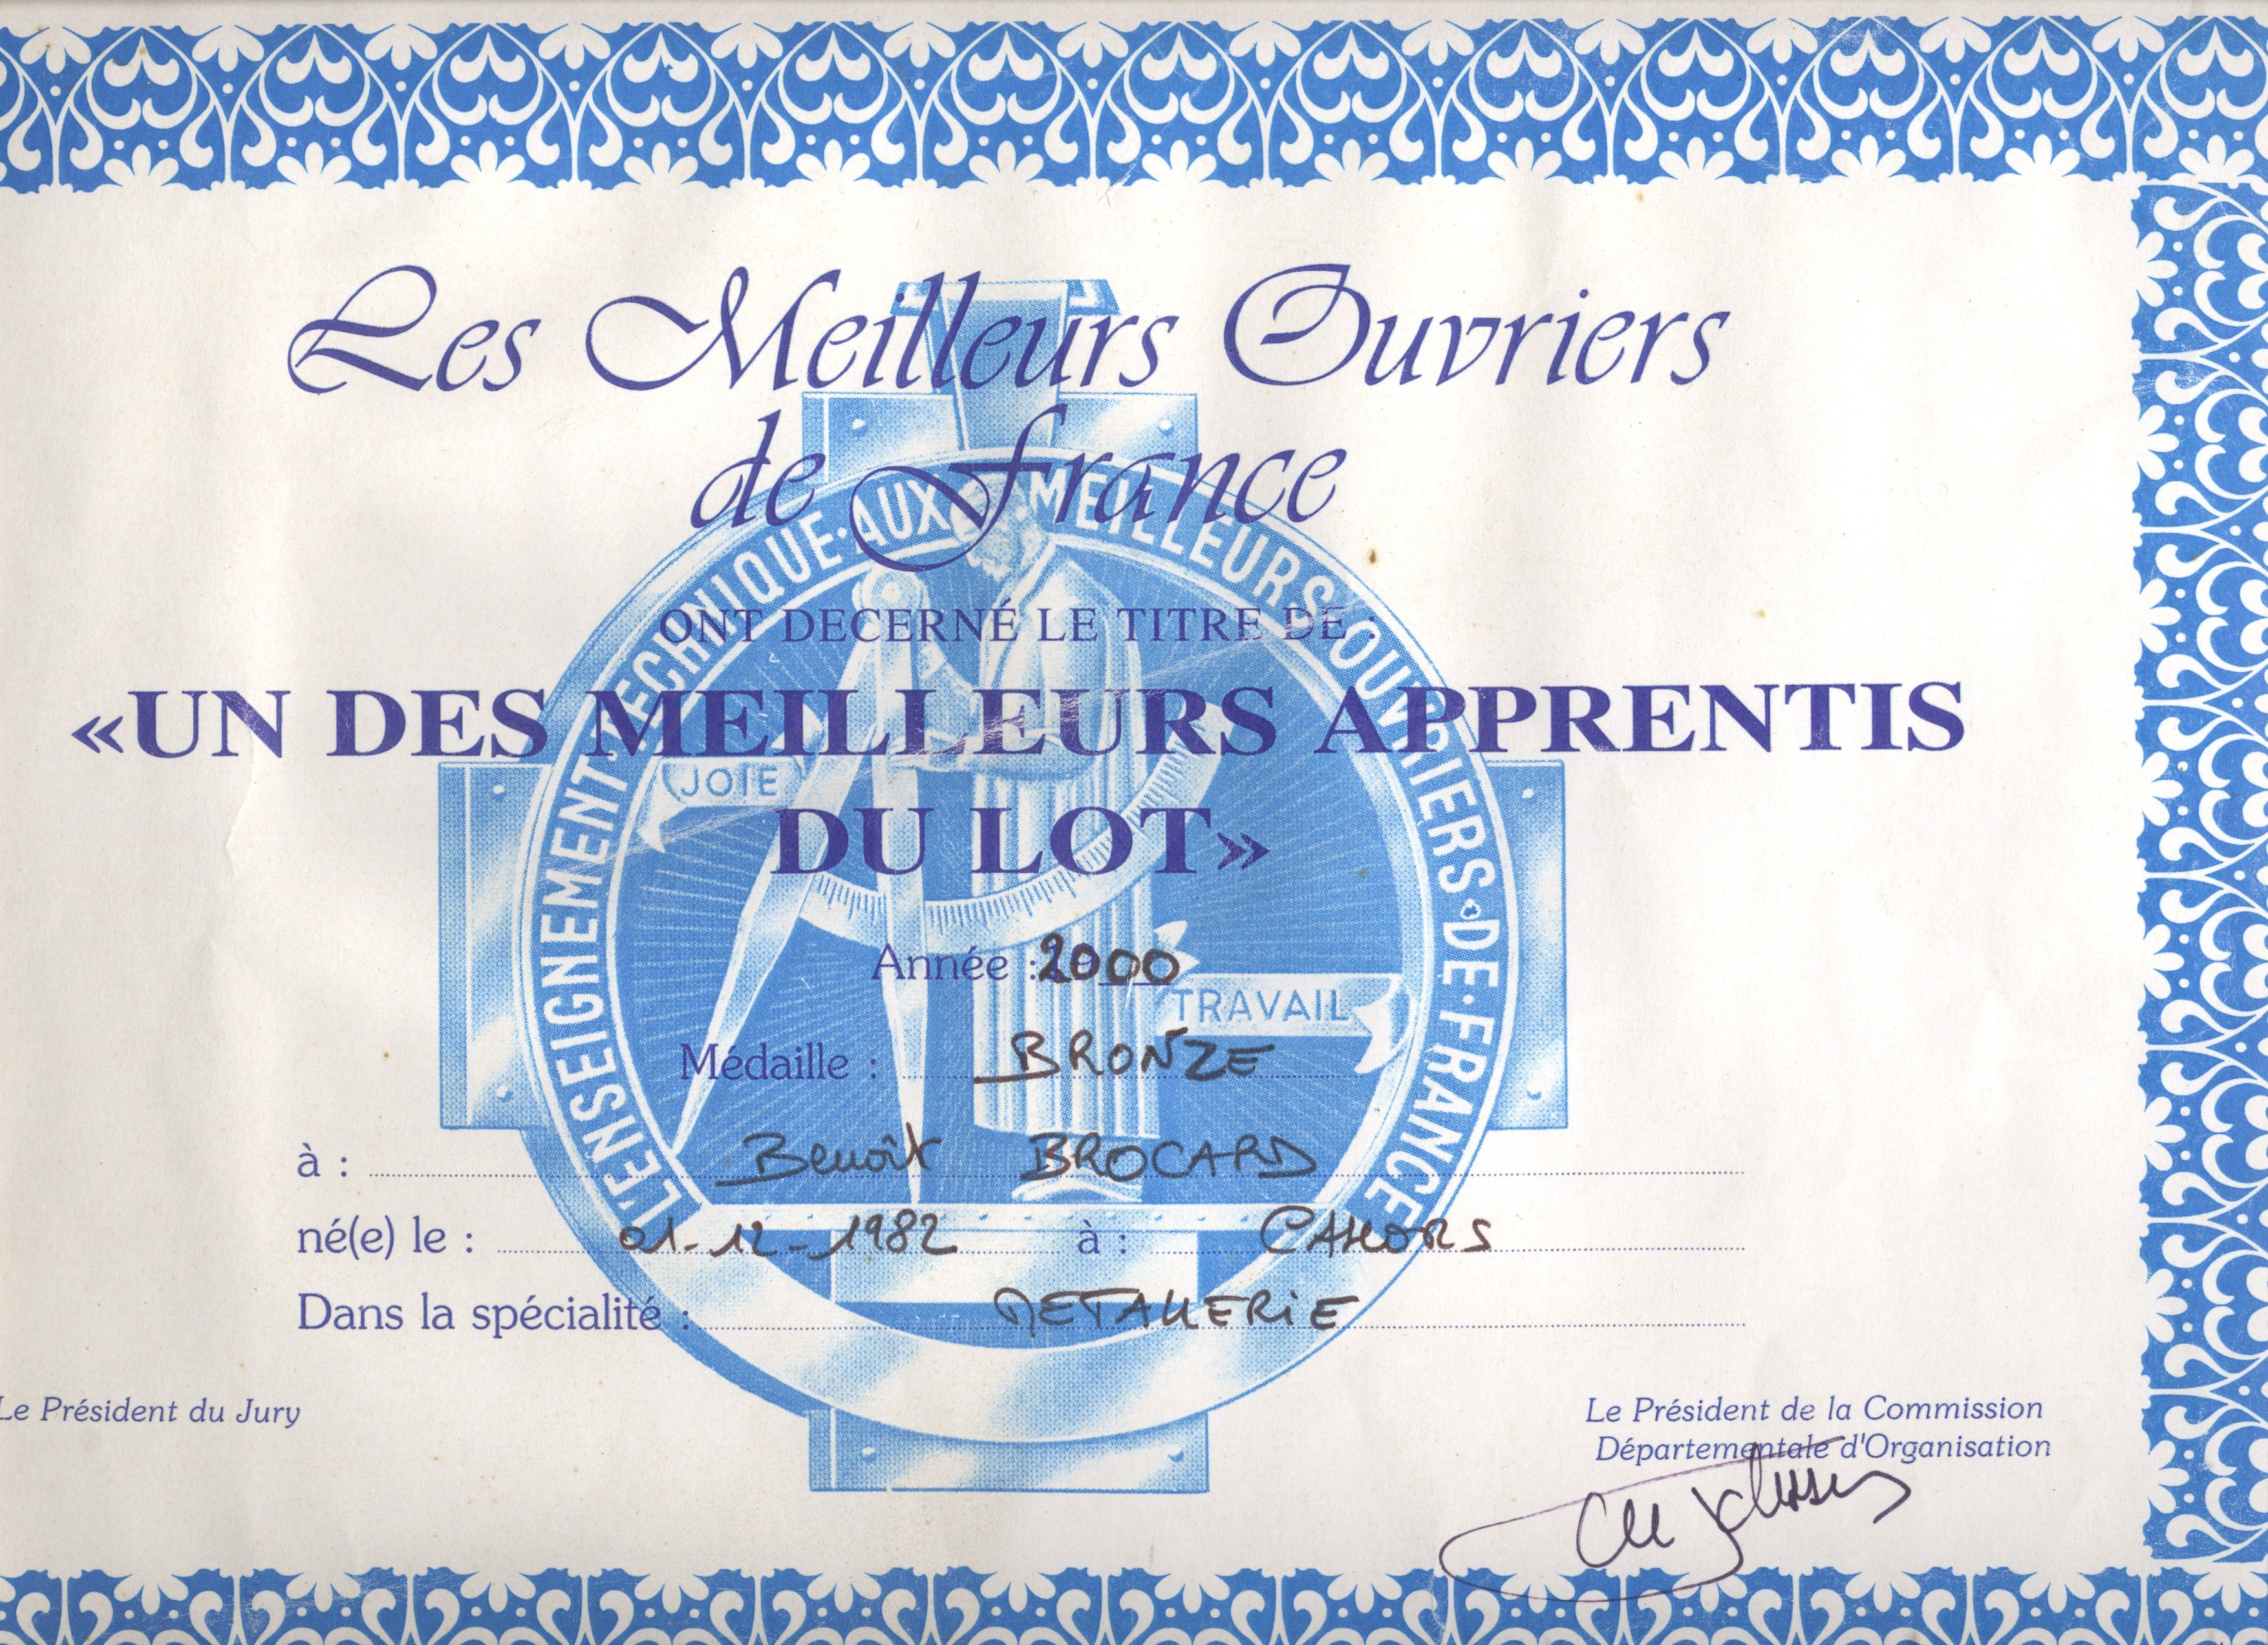 Les Meilleurs Ouvriers
de France
L'ENSEIGNEMENT·TECHNIQUE·AUX MEILLEURS·OUVRIERS·DE·FRANCE
ONT DECERNÉ LE TITRE DE :
«UN DES MEILLEURS APPRENTIS
JOIE
DU LOT»
Année : 2000
TRAVAIL
Médaille : BRONZE
à : Benoît BROCARD
né(e) le : 01-12-1982 à : CAHORS
Dans la spécialité : METALLERIE
Le Président du Jury
Le Président de la Commission
Départementale d'Organisation